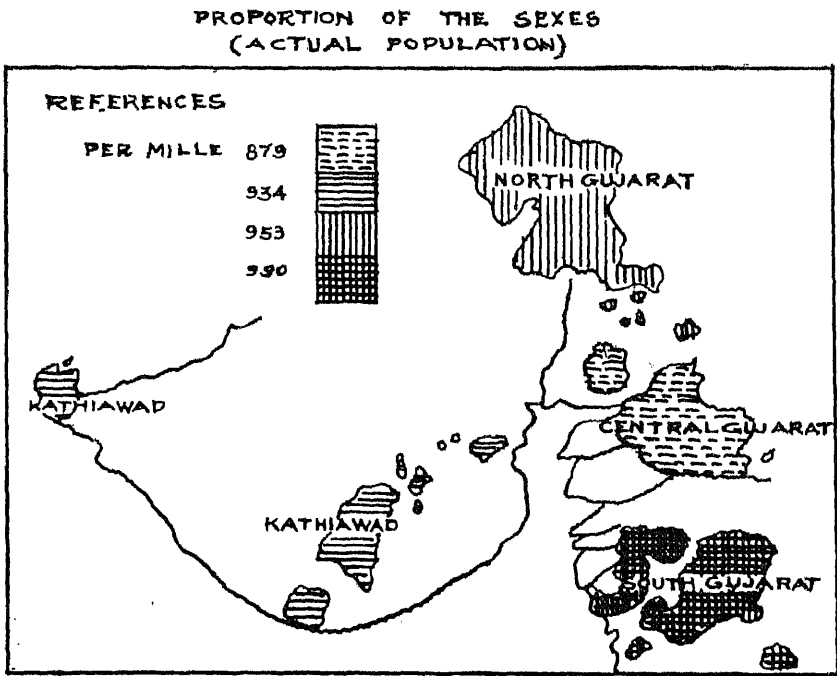 PROPORTION OF THE SEXES
(ACTUAL POPULATION)
REFERENCES
PER MILLE 879
934
953
990
NORTH GUJARAT
KATHIAWAD
CENTRAL GUJARAT
KATHIAWAD
SOUTH GUJARAT